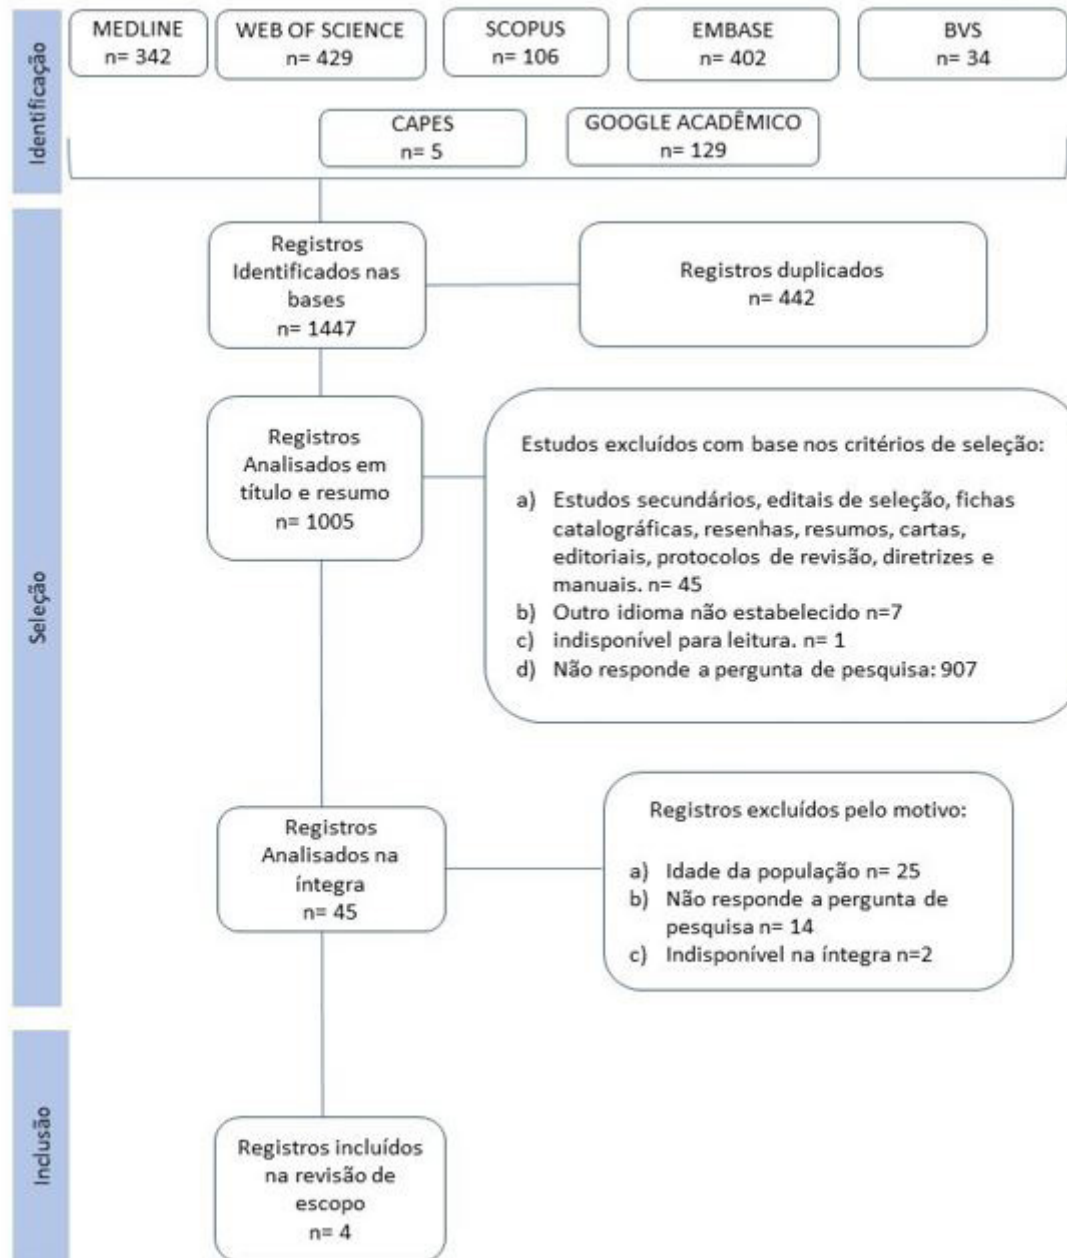 Identificação
MEDLINE
n= 342
WEB OF SCIENCE
n= 429
SCOPUS
n= 106
EMBASE
n= 402
BVS
n= 34
CAPES
n= 5
GOOGLE ACADÊMICO
n= 129
Seleção
Registros
Identificados nas
bases
n= 1447
Registros duplicados
n= 442
Registros
Analisados em
título e resumo
n= 1005
Estudos excluídos com base nos critérios de seleção:
a) Estudos secundários, editais de seleção, fichas
catalográficas, resenhas, resumos, cartas,
editoriais, protocolos de revisão, diretrizes e
manuais. n= 45
b) Outro idioma não estabelecido n=7
c) indisponível para leitura. n= 1
d) Não responde a pergunta de pesquisa: 907
Registros
Analisados na
íntegra
n= 45
Registros excluídos pelo motivo:
a) Idade da população n= 25
b) Não responde a pergunta de
pesquisa n= 14
c) Indisponível na íntegra n=2
Inclusão
Registros incluídos
na revisão de
escopo
n= 4